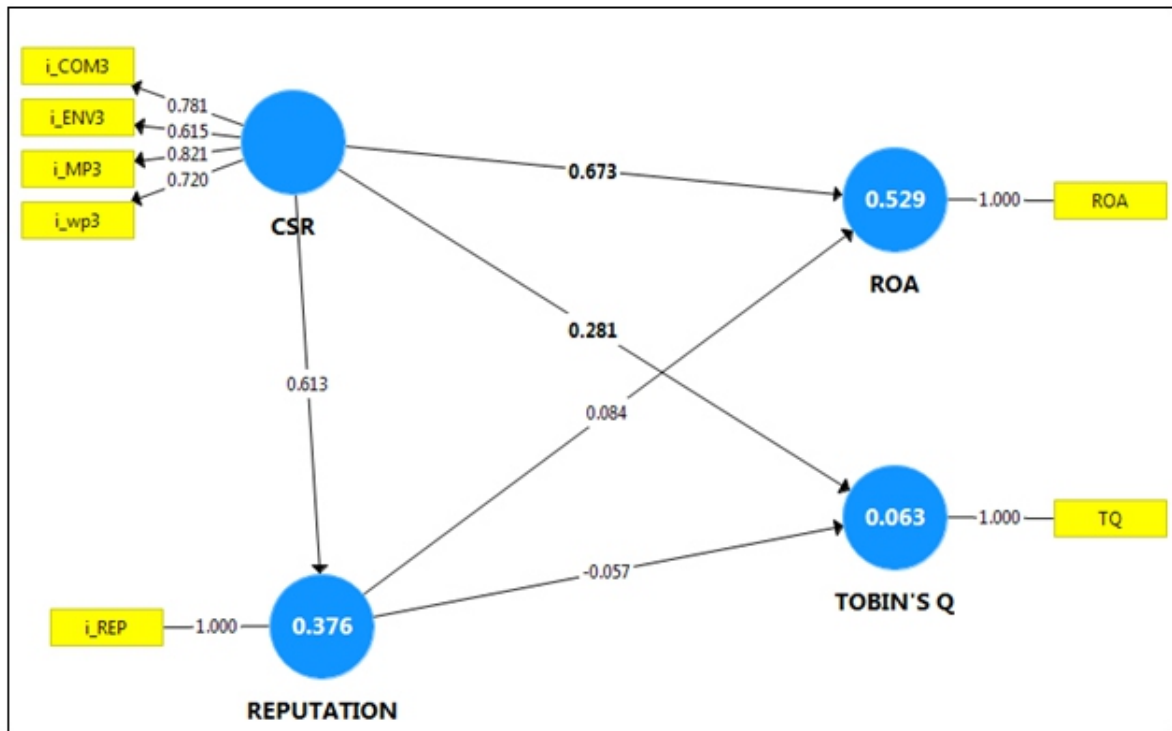 i_COM3
0.781
i_ENV3
0.615
i_MP3
0.821
0.720
i_wp3
CSR
0.673
0.529
1.000
ROA
ROA
0.281
0.613
0.084
0.063
1.000
TQ
-0.057
TOBIN'S Q
i_REP
1.000
0.376
REPUTATION